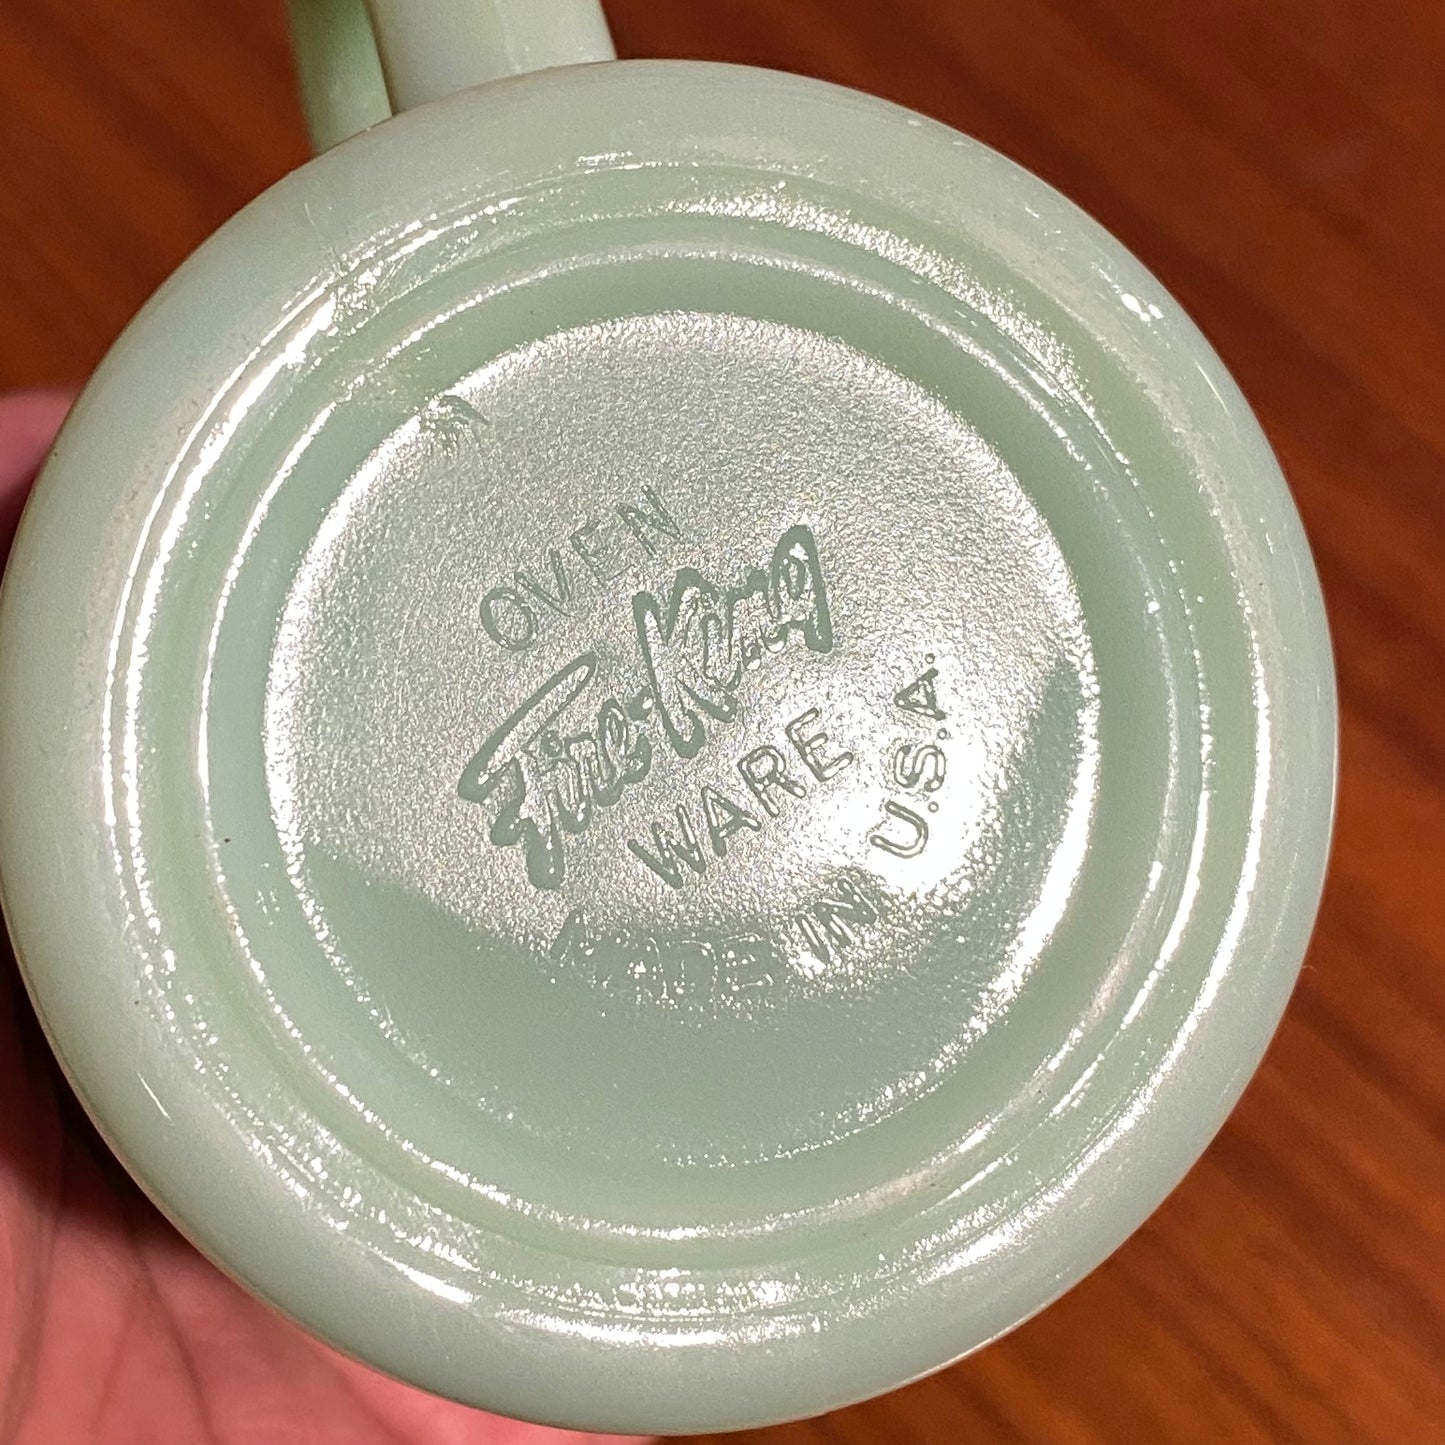 OVEN
Fire-King
WARE
MADE IN U.S.A.